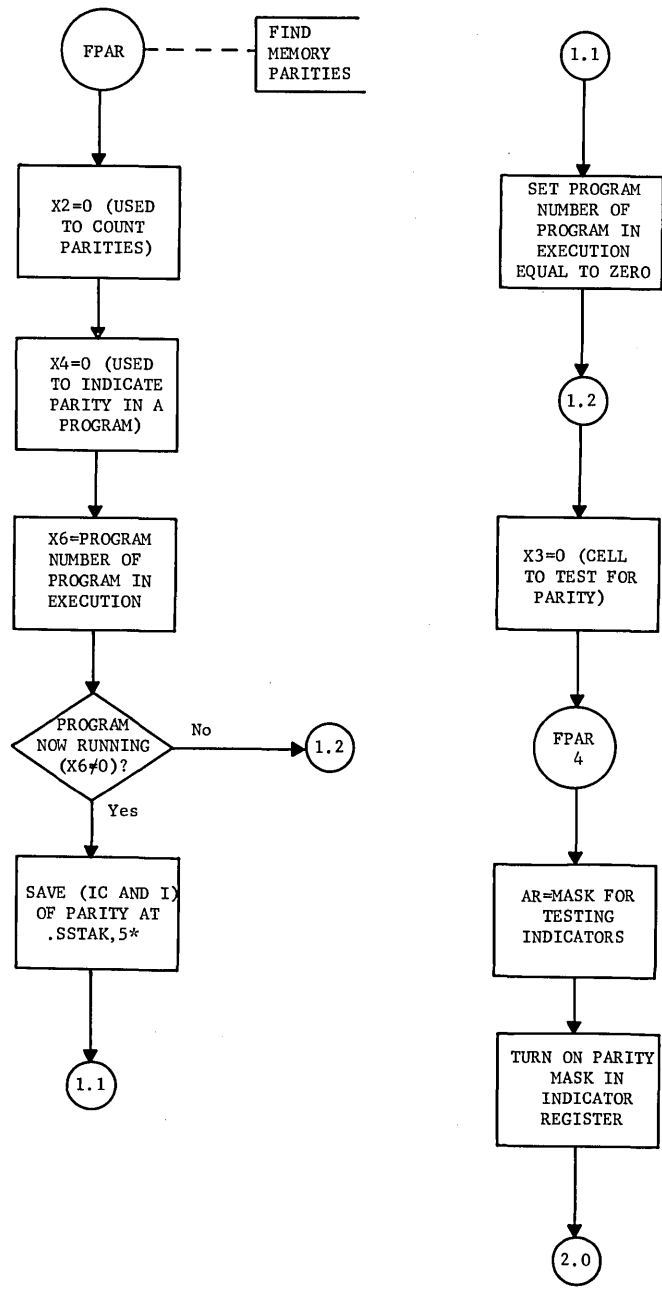 FPAR
FIND
MEMORY
PARITIES
X2=0 (USED
TO COUNT
PARITIES)
X4=0 (USED
TO INDICATE
PARITY IN A
PROGRAM)
X6=PROGRAM
NUMBER OF
PROGRAM IN
EXECUTION
PROGRAM
NOW RUNNING
(X6≠0)?
No
1.2
Yes
SAVE (IC AND I)
OF PARITY AT
.SSTAK,5*
1.1
1.1
SET PROGRAM
NUMBER OF
PROGRAM IN
EXECUTION
EQUAL TO ZERO
1.2
X3=0 (CELL
TO TEST FOR
PARITY)
FPAR
4
AR=MASK FOR
TESTING
INDICATORS
TURN ON PARITY
MASK IN
INDICATOR
REGISTER
2.0